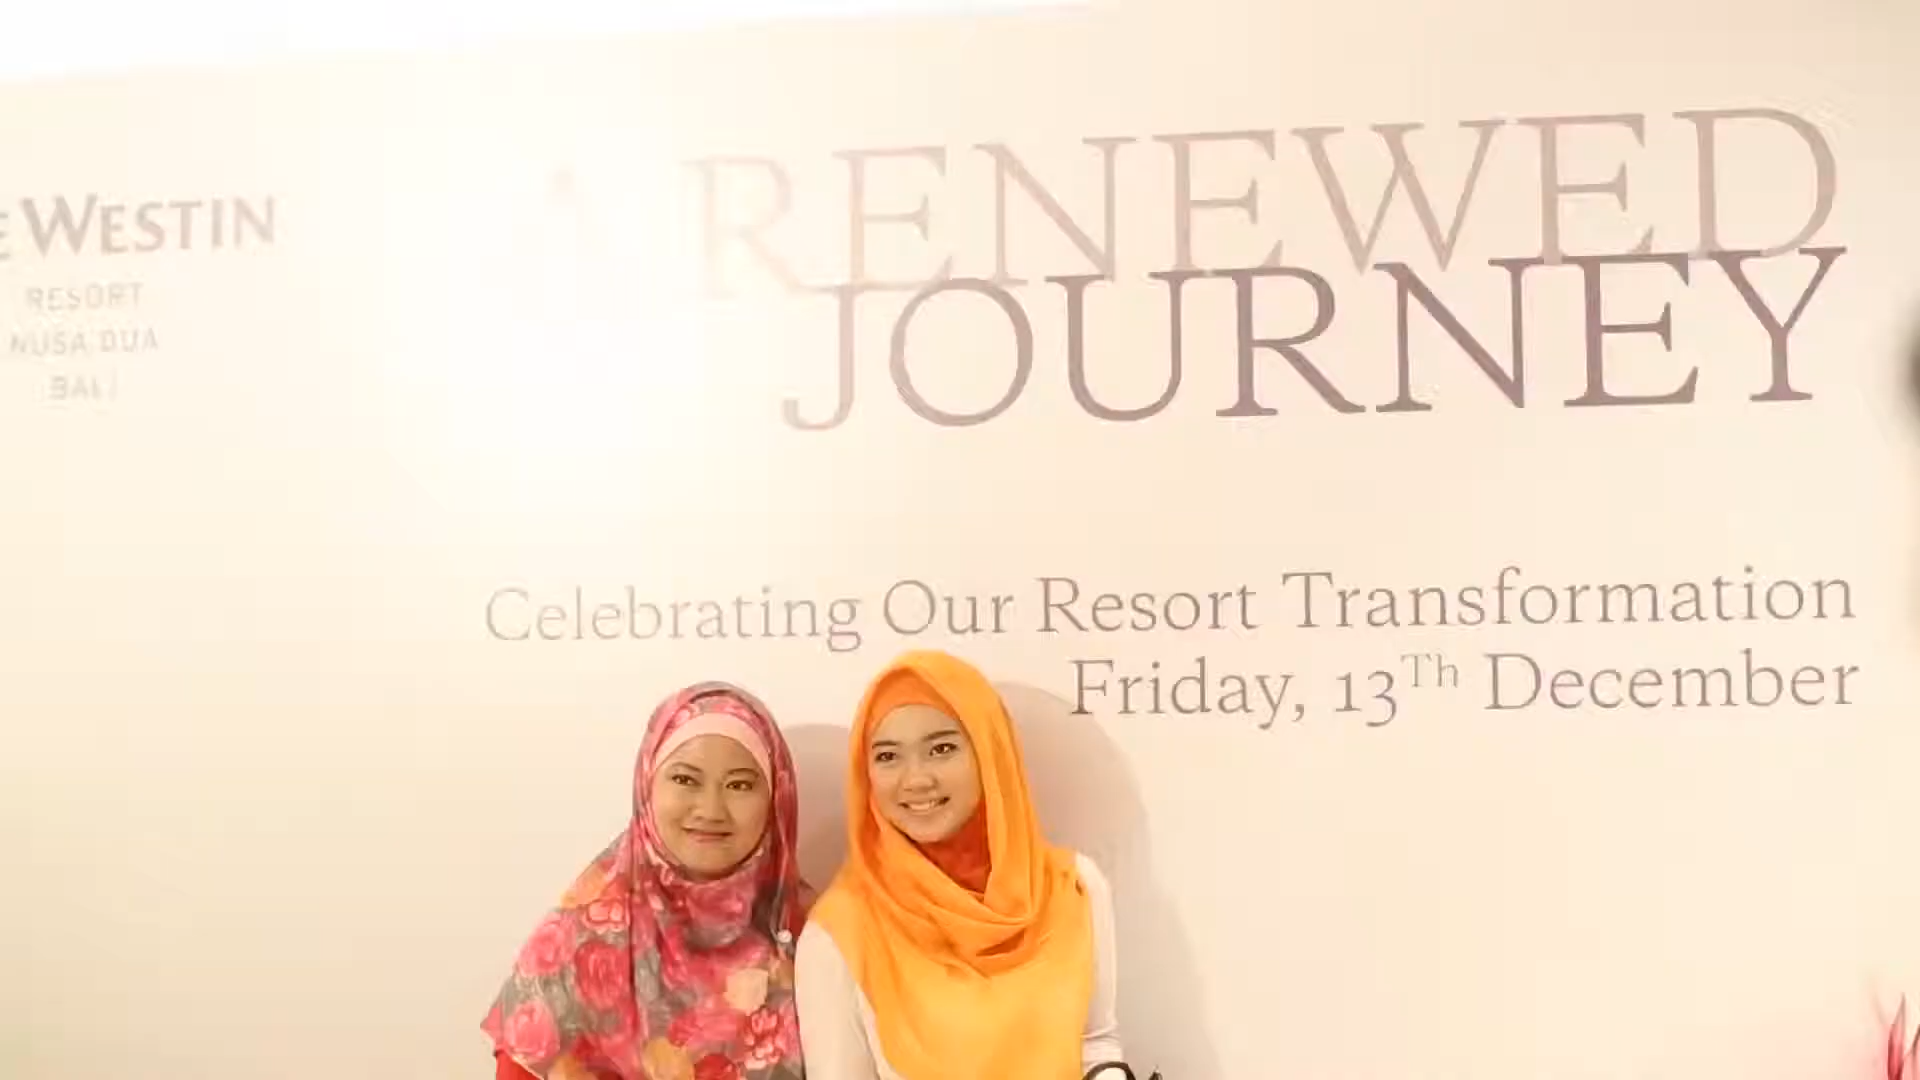 E WESTIN
RESORT
NUSA DUA
BALI
A RENEWED
JOURNEY
Celebrating Our Resort Transformation
Friday, 13Th December